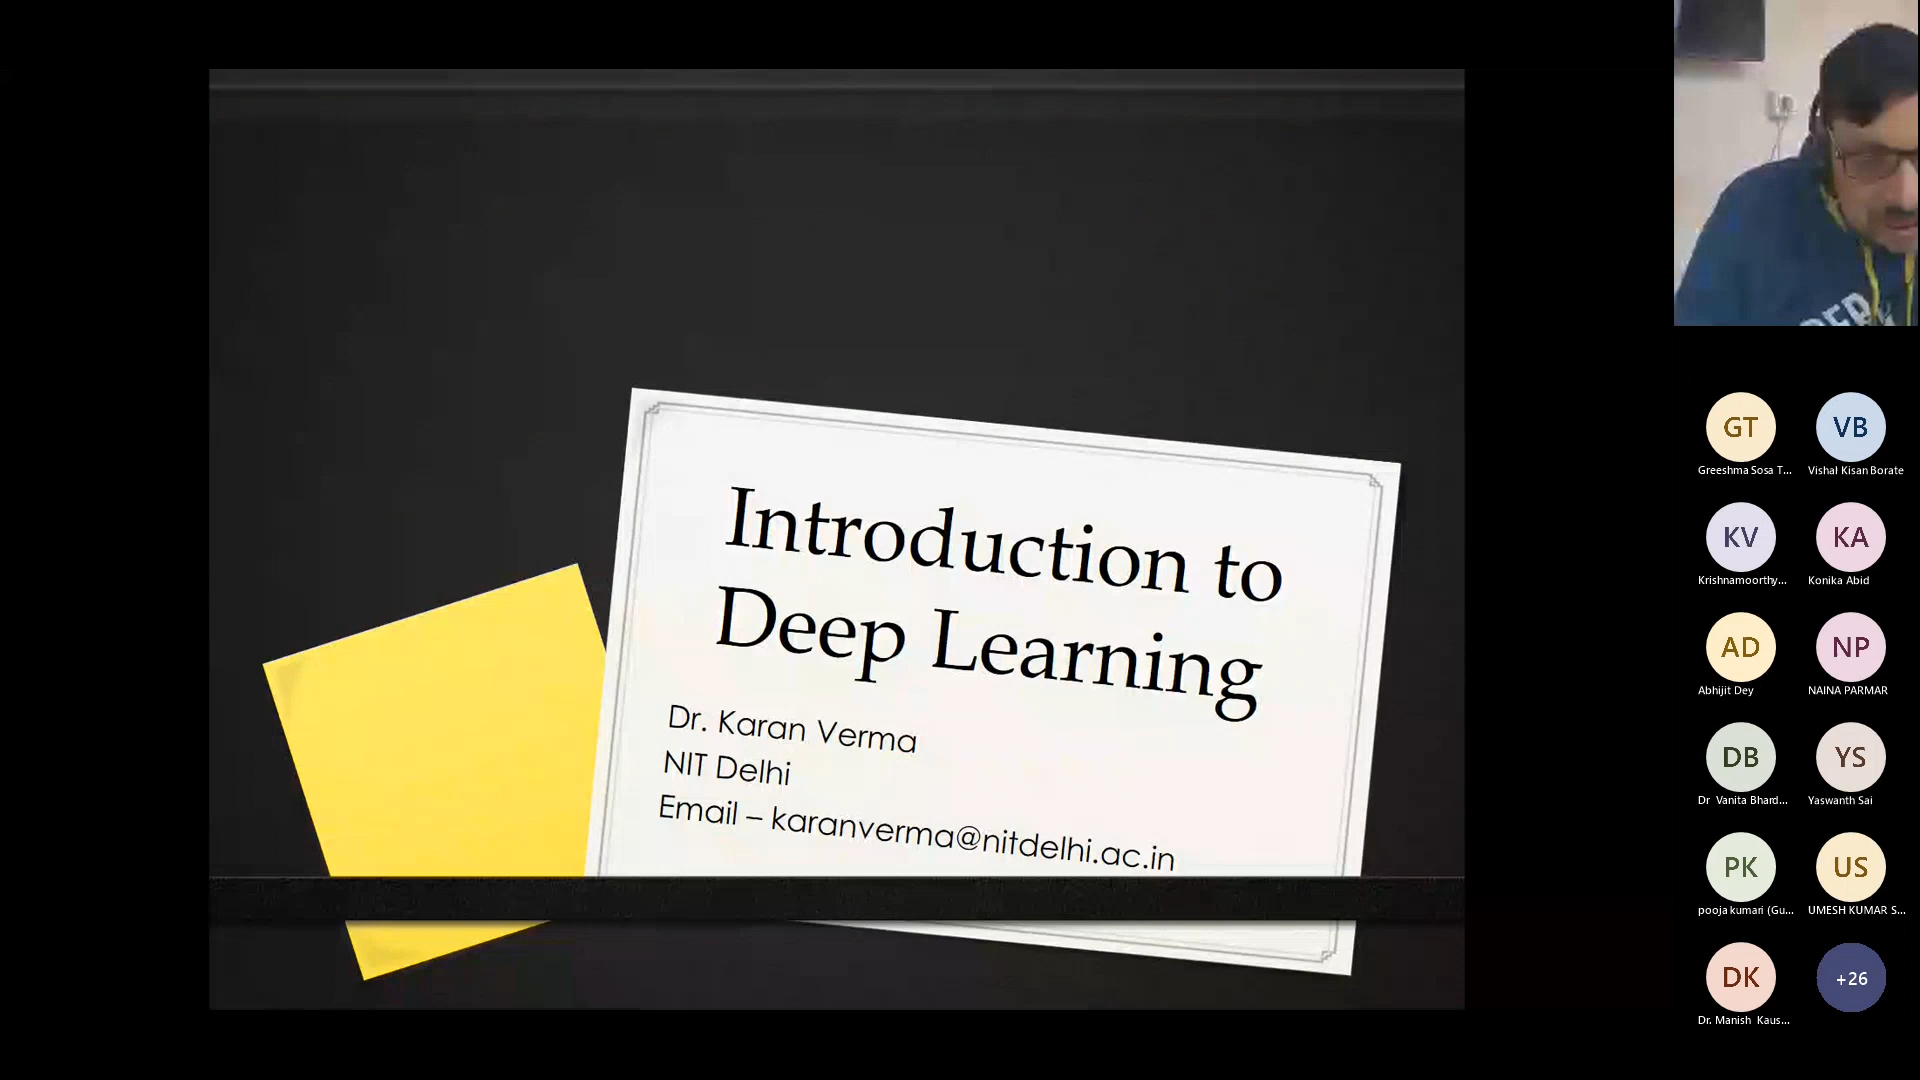 Introduction to
Deep Learning
Dr. Karan Verma
NIT Delhi
Email – karanverma@nitdelhi.ac.in
GT
VB
Greeshma Sosa T...
Vishal Kisan Borate
KV
KA
Krishnamoorthy...
Konika Abid
AD
NP
Abhijit Dey
NAINA PARMAR
DB
YS
Dr Vanita Bhard...
Yaswanth Sai
PK
US
pooja kumari (Gu...
UMESH KUMAR S...
DK
+26
Dr. Manish Kaus...